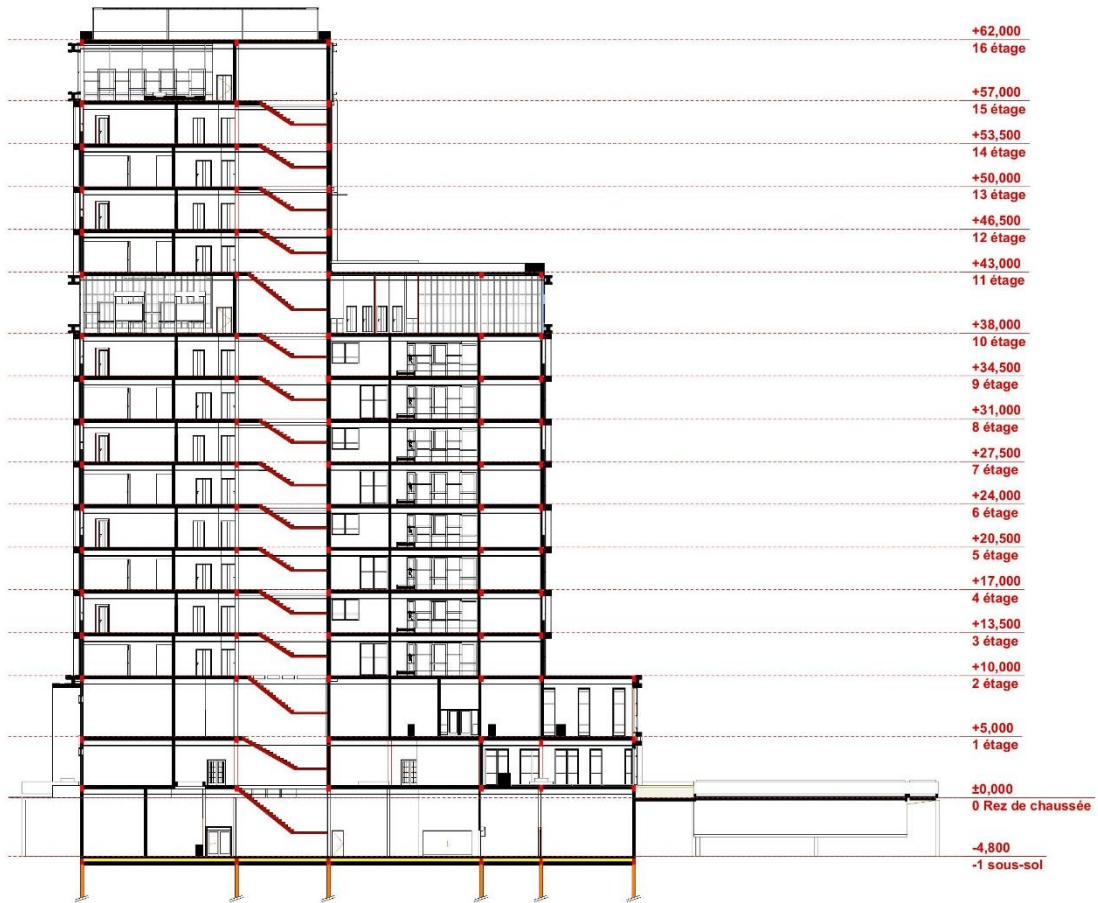 +62,000
16 étage
+57,000
15 étage
+53,500
14 étage
+50,000
13 étage
+46,500
12 étage
+43,000
11 étage
+38,000
10 étage
+34,500
9 étage
+31,000
8 étage
+27,500
7 étage
+24,000
6 étage
+20,500
5 étage
+17,000
4 étage
+13,500
3 étage
+10,000
2 étage
+5,000
1 étage
±0,000
0 Rez de chaussée
-4,800
-1 sous-sol